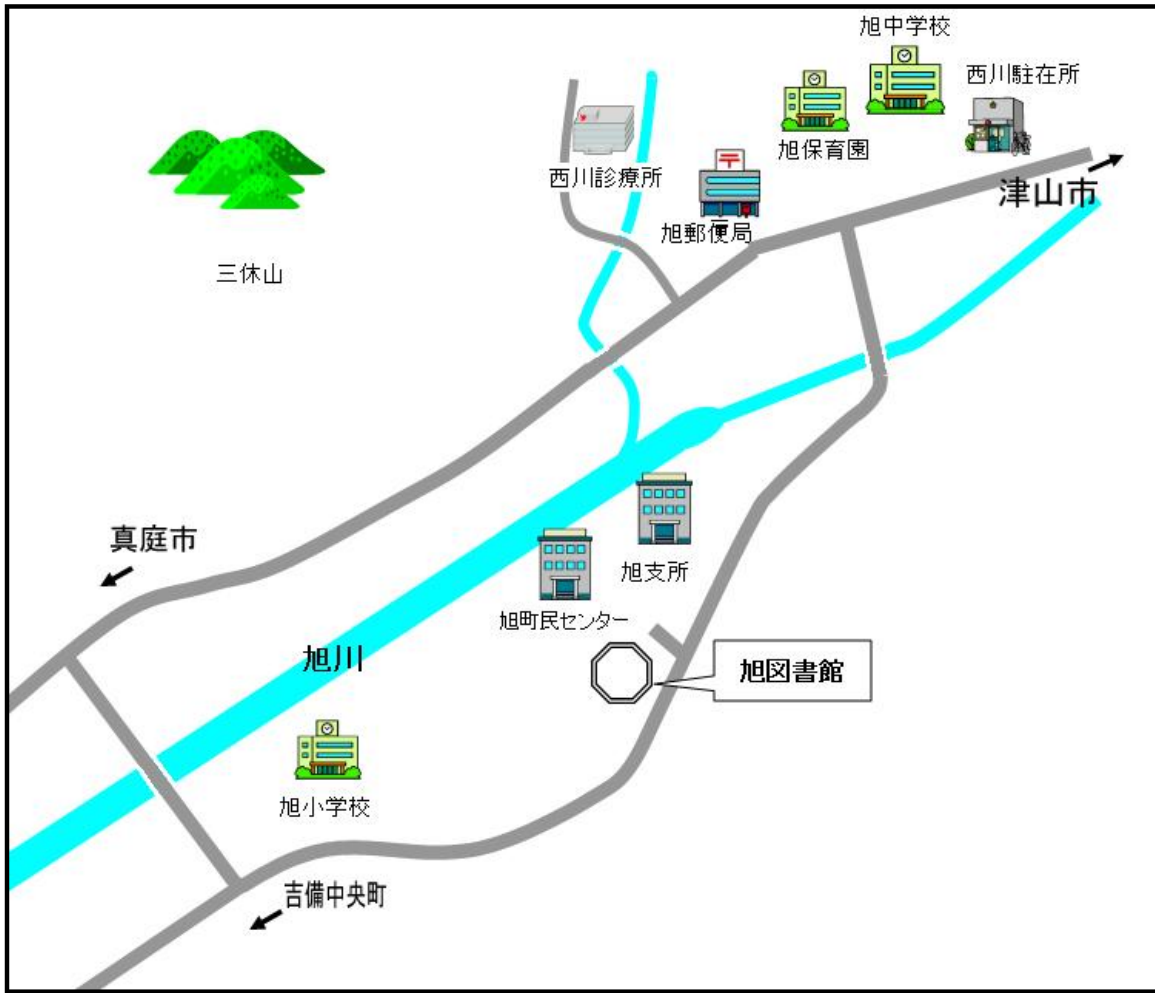 旭中学校
西川駐在所
旭保育園
西川診療所
津山市
旭郵便局
三休山
真庭市
旭支所
旭町民センター
旭川
旭図書館
旭小学校
吉備中央町